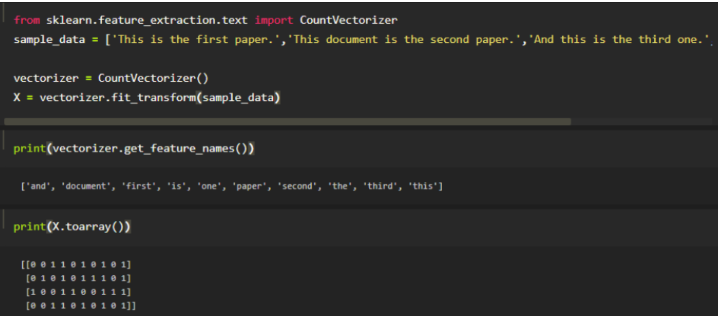 from sklearn.feature_extraction.text import CountVectorizer
sample_data = ['This is the first paper.','This document is the second paper.','And this is the third one.'
vectorizer = CountVectorizer()
X = vectorizer.fit_transform(sample_data)
print(vectorizer.get_feature_names())
['and', 'document', 'first', 'is', 'one', 'paper', 'second', 'the', 'third', 'this']
print(X.toarray())
[[0 0 1 1 0 1 0 1 0 1]
[0 1 0 1 0 1 1 1 0 1]
[1 0 0 1 1 0 0 1 1 1]
[0 0 1 1 0 1 0 1 0 1]]